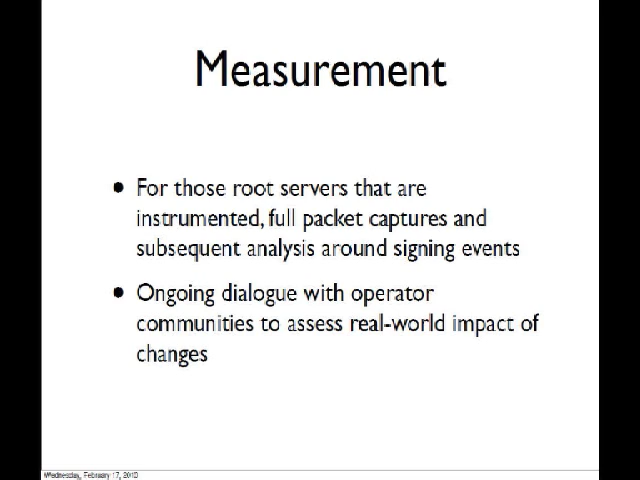 Measurement
• For those root servers that are
instrumented, full packet captures and
subsequent analysis around signing events
• Ongoing dialogue with operator
communities to assess real-world impact of
changes
Wednesday, February 17, 2010